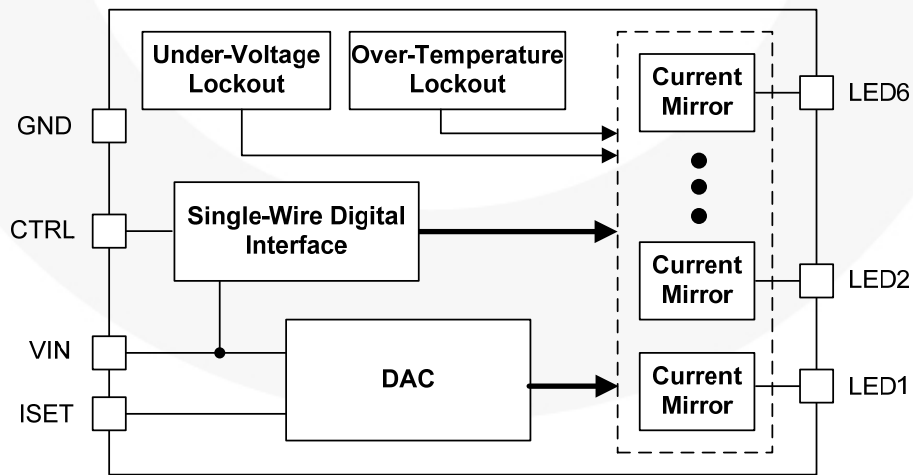 Under-Voltage
Lockout
Over-Temperature
Lockout
Current
Mirror
LED6
GND
CTRL
Single-Wire Digital
Interface
Current
Mirror
LED2
VIN
DAC
Current
Mirror
LED1
ISET